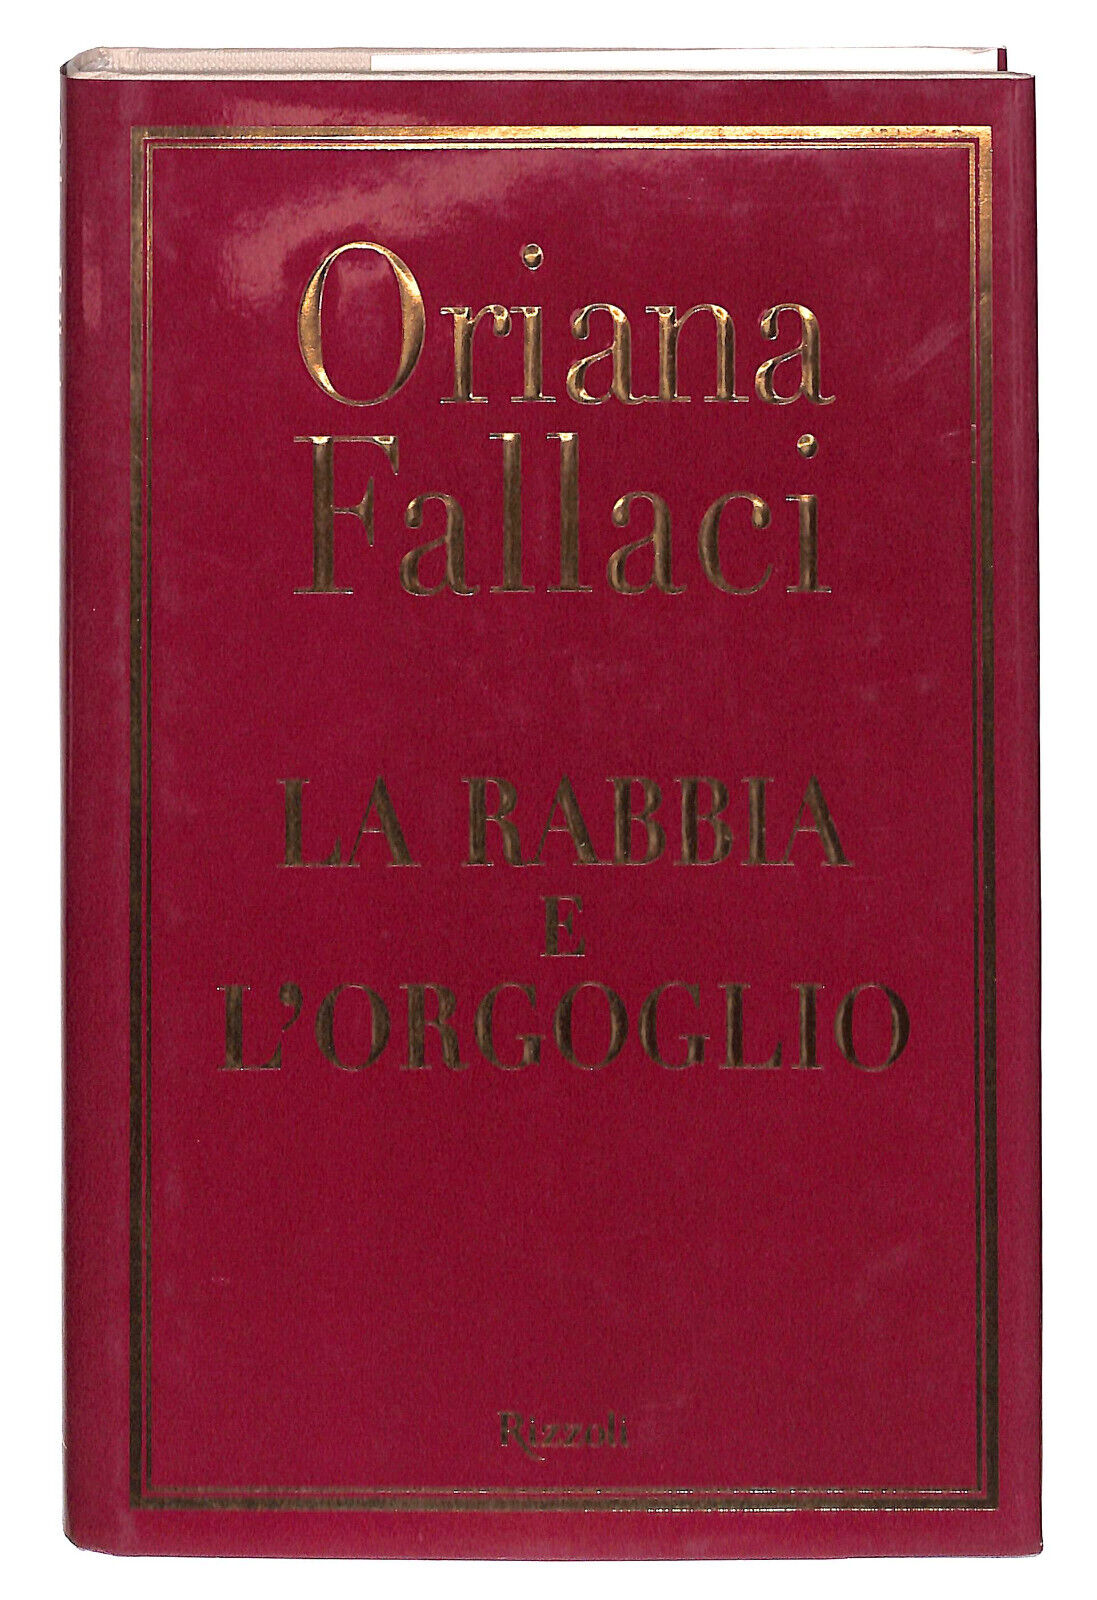 Oriana
Fallaci
LA RABBIA
E
L'ORGOGLIO
Rizzoli